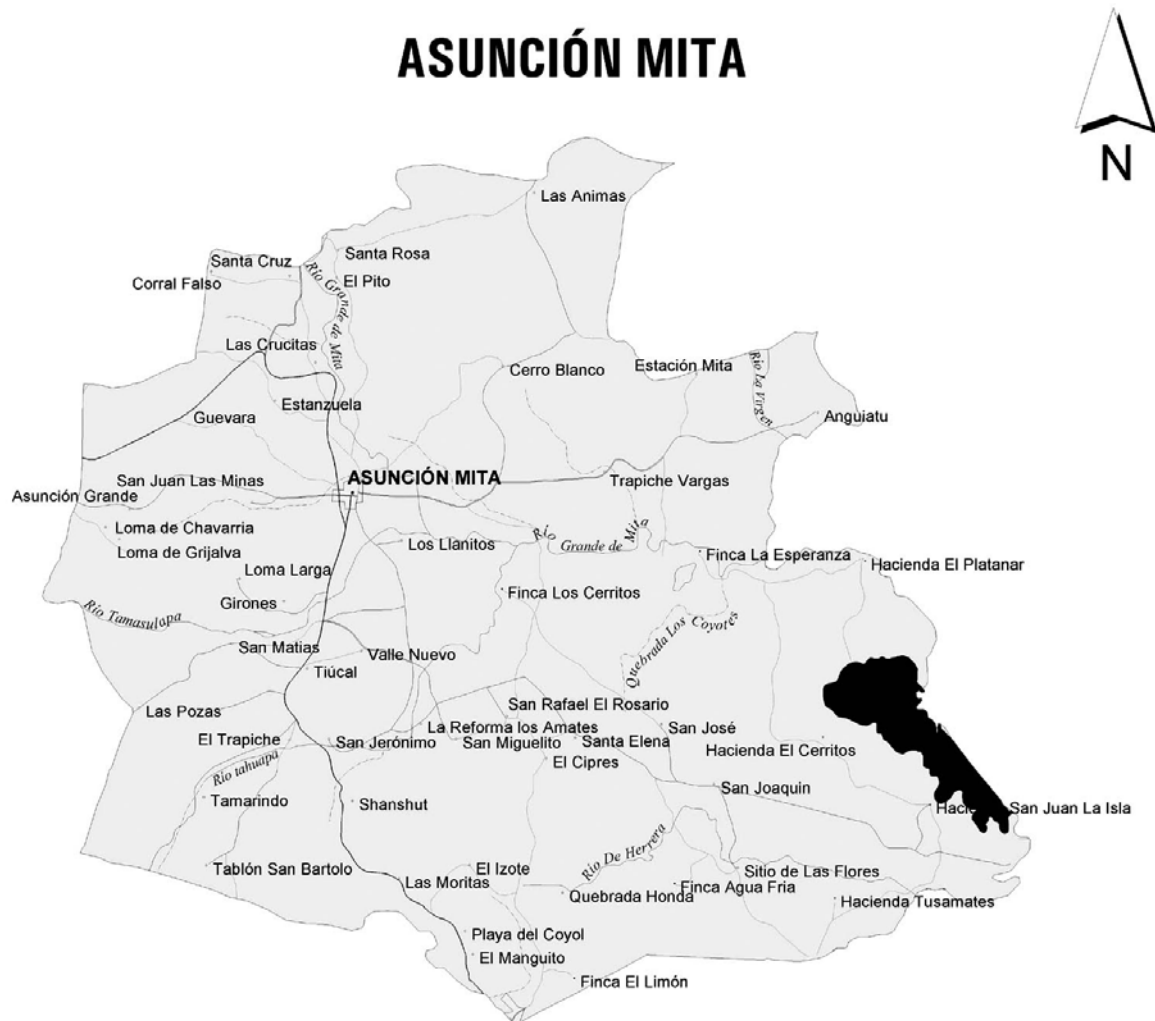 ASUNCIÓN MITA
N
Las Animas
Santa Rosa
Santa Cruz
El Pito
Corral Falso
Río Grande de Mita
Las Crucitas
Cerro Blanco
Estación Mita
Río La Virgen
Estanzuela
Guevara
Anguiatu
ASUNCIÓN MITA
San Juan Las Minas
Trapiche Vargas
Asunción Grande
Loma de Chavarria
Río Grande de Mita
Los Llanitos
Loma de Grijalva
Finca La Esperanza
Hacienda El Platanar
Loma Larga
Finca Los Cerritos
Girones
Río Tamasulapa
Quebrada Los Coyotes
San Matias
Valle Nuevo
Tiúcal
San Rafael El Rosario
Las Pozas
La Reforma los Amates
San José
El Trapiche
San Jerónimo
San Miguelito
Santa Elena
Hacienda El Cerritos
El Cipres
Río tahuapa
San Joaquin
Tamarindo
Shanshut
San Juan La Isla
Río De Herrera
Tablón San Bartolo
El Izote
Sitio de Las Flores
Las Moritas
Finca Agua Fria
Quebrada Honda
Hacienda Tusamates
Playa del Coyol
El Manguito
Finca El Limón